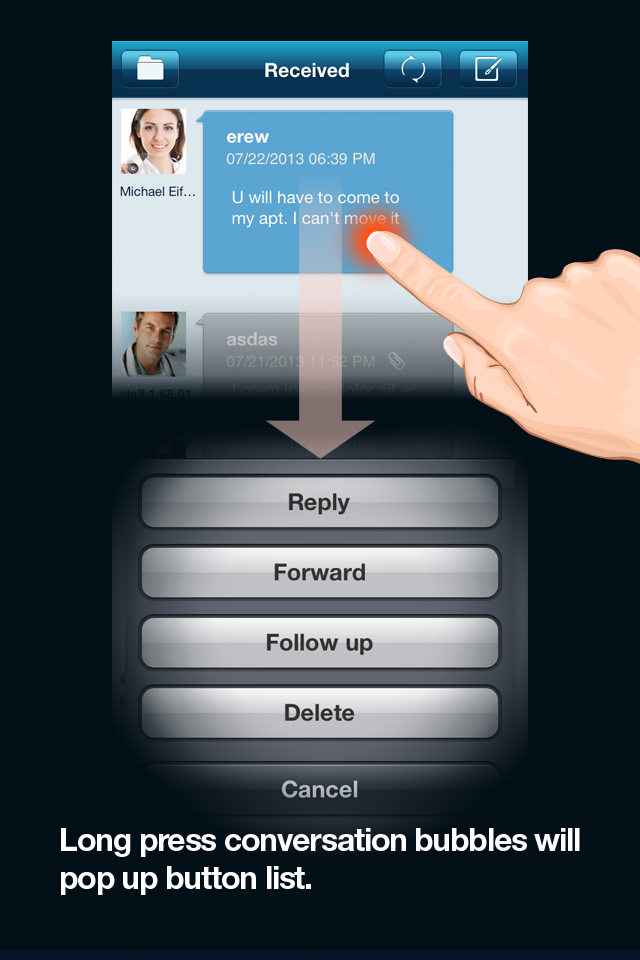 Received
erew
07/22/2013 06:39 PM
Michael Eif...
U will have to come to
my apt. I can't move it
asdas
07/21/2013 11:52 PM
staff 1 68 01
Lorem ipsum dolor sit er
Reply
Forward
Follow up
Delete
Cancel
Long press conversation bubbles will
pop up button list.